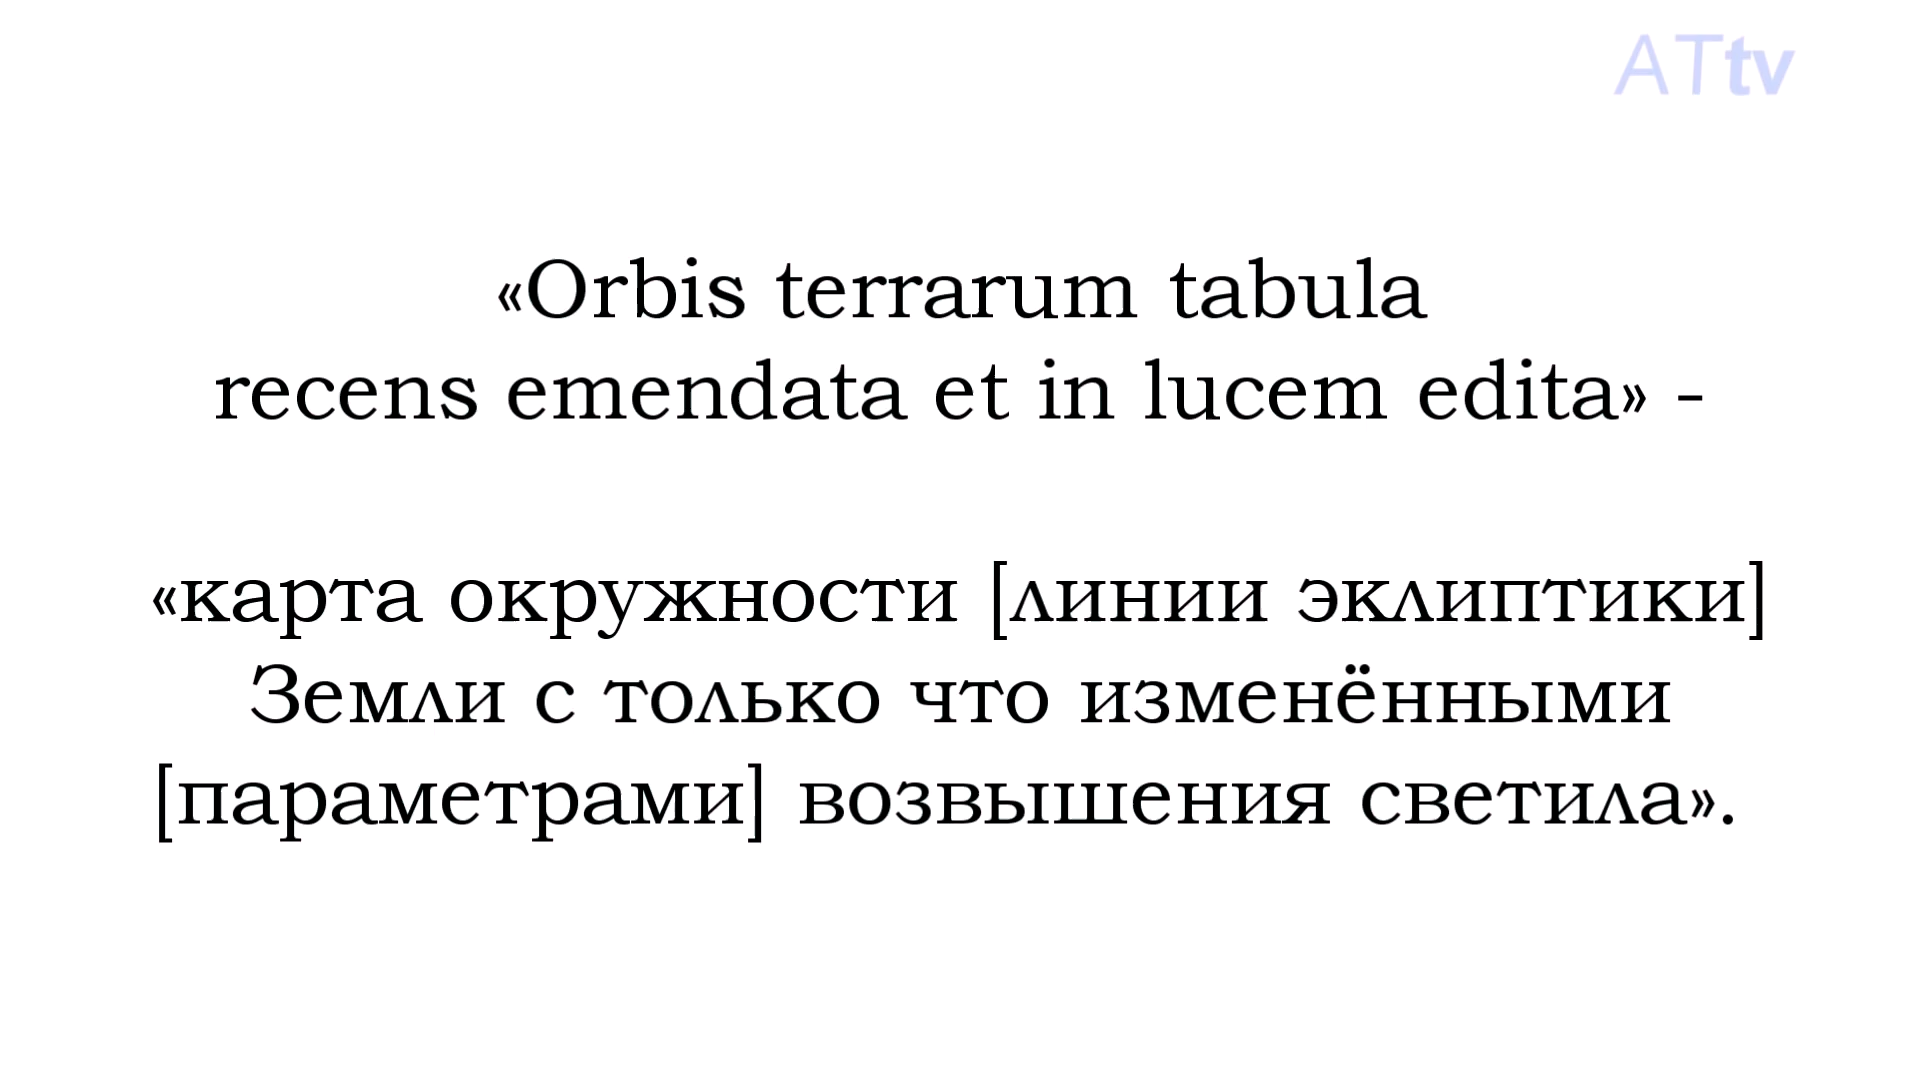 ATtv
«Orbis terrarum tabula
recens emendata et in lucem edita» -
«карта окружности [линии эклиптики]
Земли с только что изменёнными
[параметрами] возвышения светила».